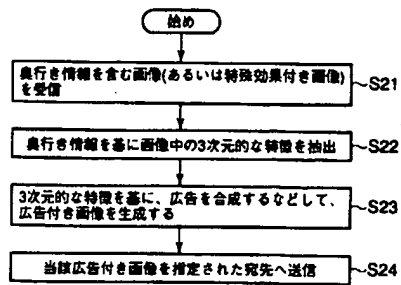 始め
奥行き情報を含む画像(あるいは特殊効果付き画像)
を受信
S21
奥行き情報を基に画像中の3次元的な特徴を抽出
S22
3次元的な特徴を基に、広告を合成するなどして、
広告付き画像を生成する
S23
当該広告付き画像を指定された宛先へ送信
S24